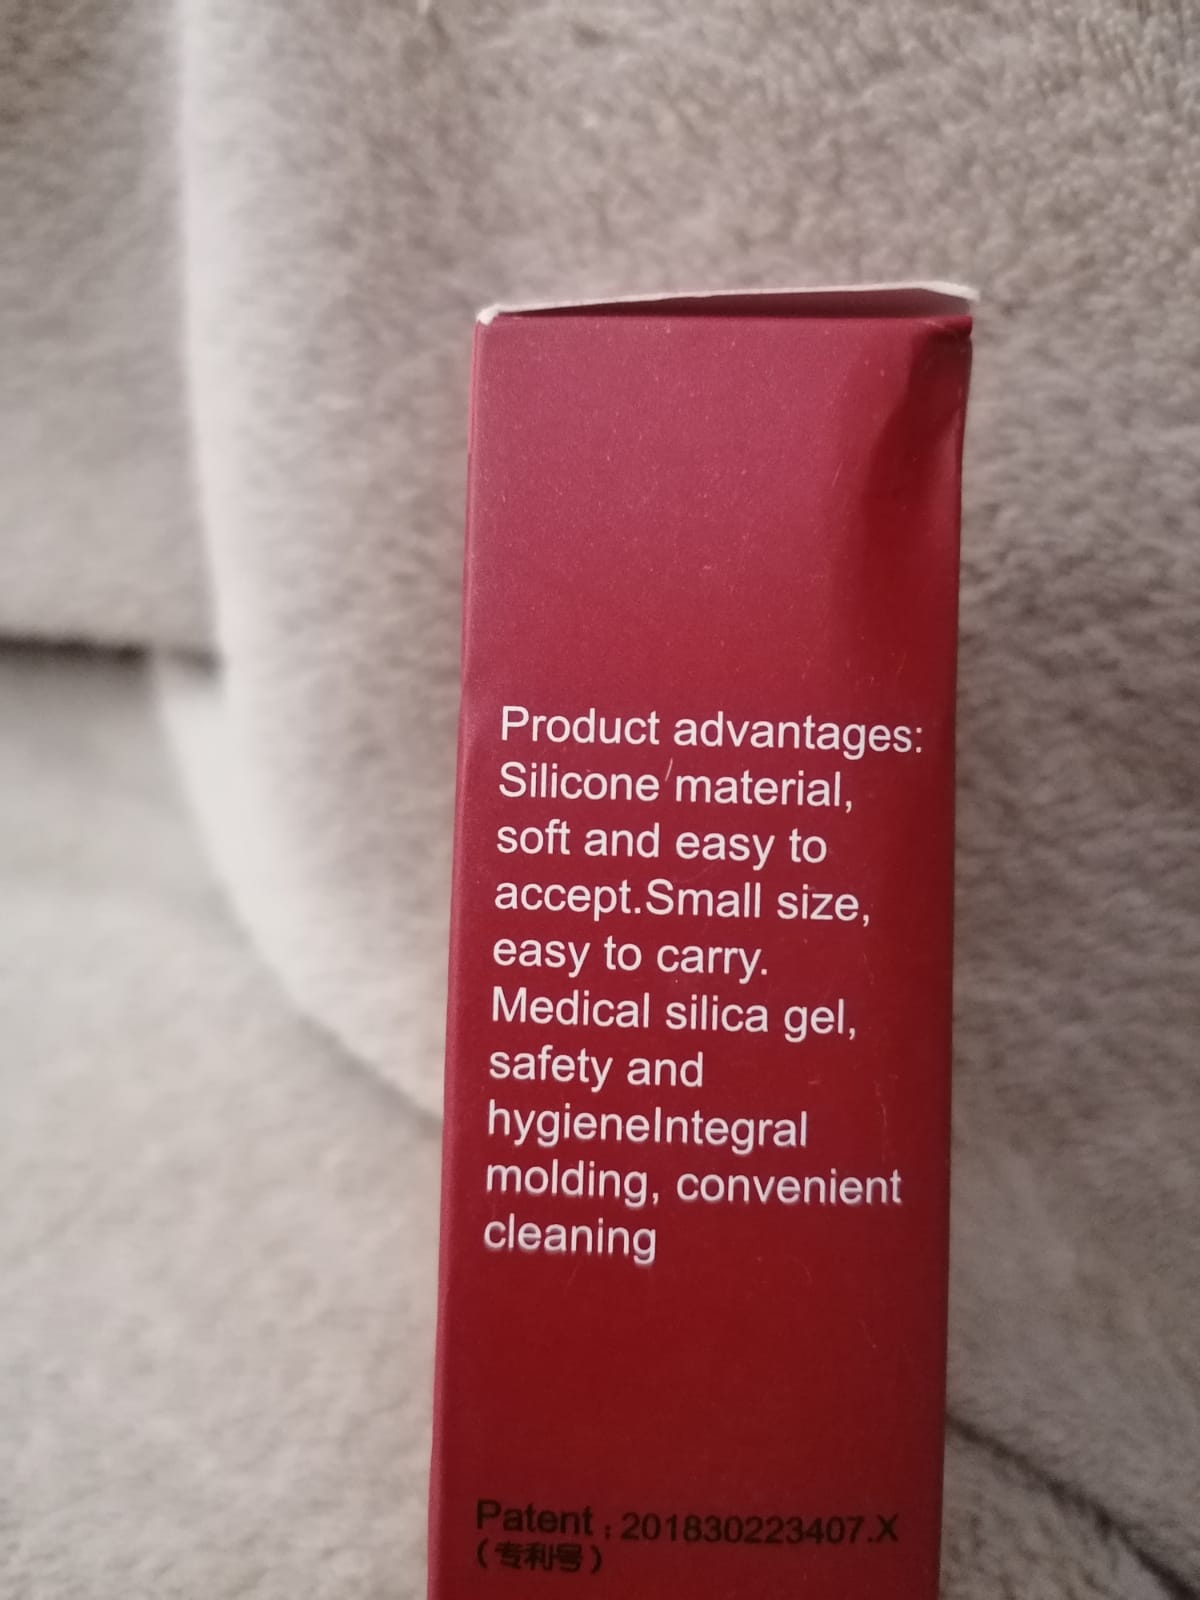 Product advantages:
Silicone material,
soft and easy to
accept.Small size,
easy to carry.
Medical silica gel,
safety and
hygieneIntegral
molding, convenient
cleaning
Patent : 201830223407.X
(专利号)